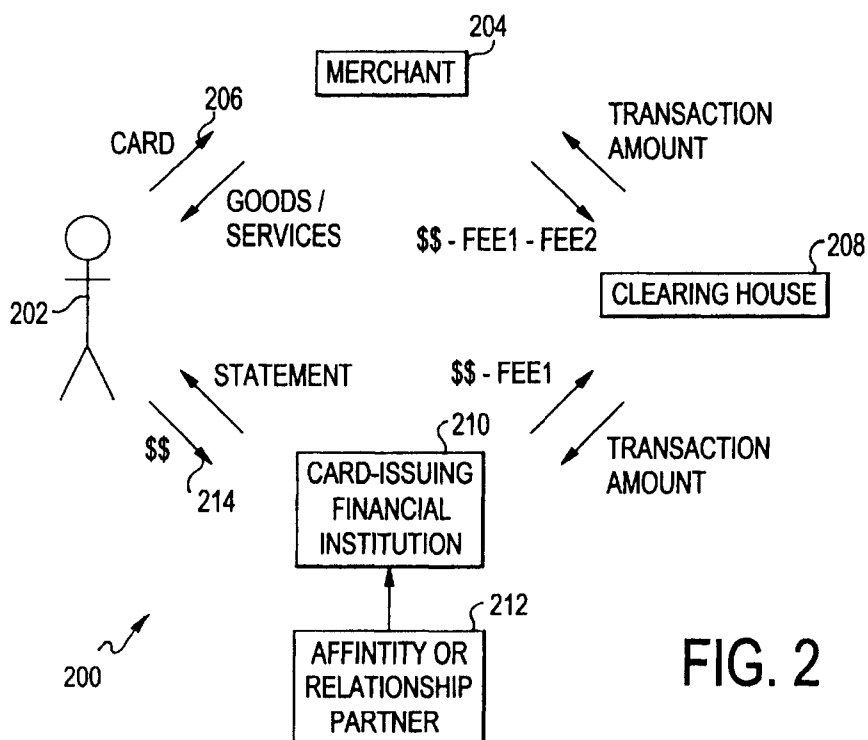 204
MERCHANT
206
CARD
TRANSACTION
AMOUNT
GOODS /
SERVICES
$$ - FEE1 - FEE2
208
CLEARING HOUSE
202
STATEMENT
$$ - FEE1
210
$$
214
CARD-ISSUING
FINANCIAL
INSTITUTION
TRANSACTION
AMOUNT
212
200
AFFINTITY OR
RELATIONSHIP
PARTNER
FIG. 2